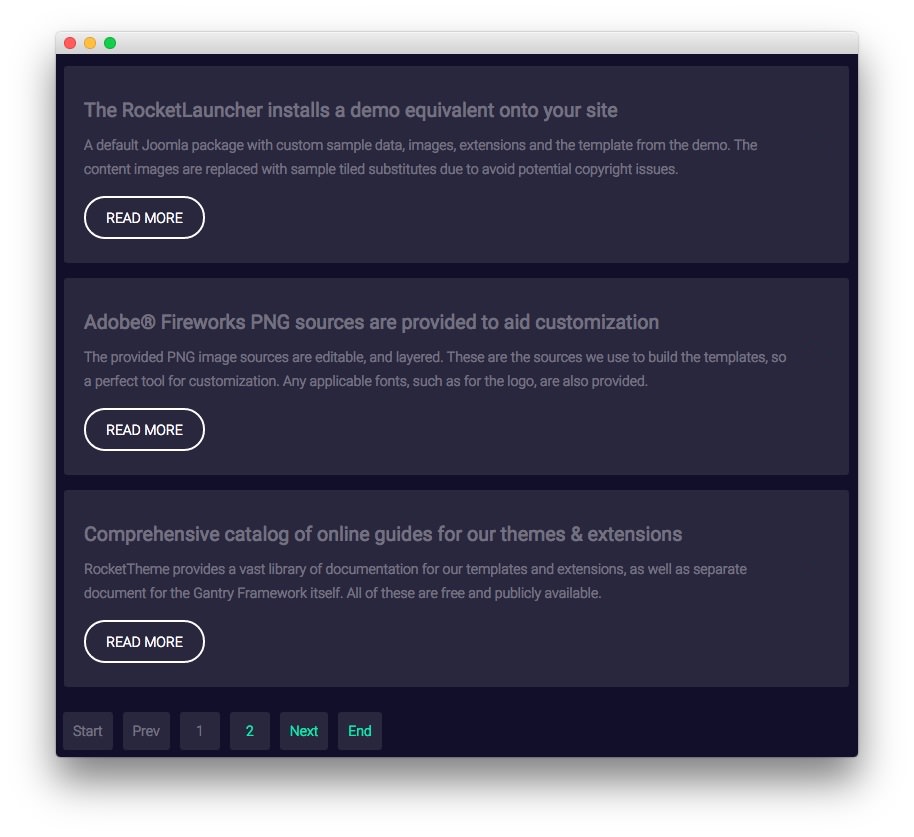 The RocketLauncher installs a demo equivalent onto your site
A default Joomla package with custom sample data, images, extensions and the template from the demo. The
content images are replaced with sample tiled substitutes due to avoid potential copyright issues.
READ MORE
Adobe® Fireworks PNG sources are provided to aid customization
The provided PNG image sources are editable, and layered. These are the sources we use to build the templates, so
a perfect tool for customization. Any applicable fonts, such as for the logo, are also provided.
READ MORE
Comprehensive catalog of online guides for our themes & extensions
RocketTheme provides a vast library of documentation for our templates and extensions, as well as separate
document for the Gantry Framework itself. All of these are free and publicly available.
READ MORE
Start Prev 1 2 Next End